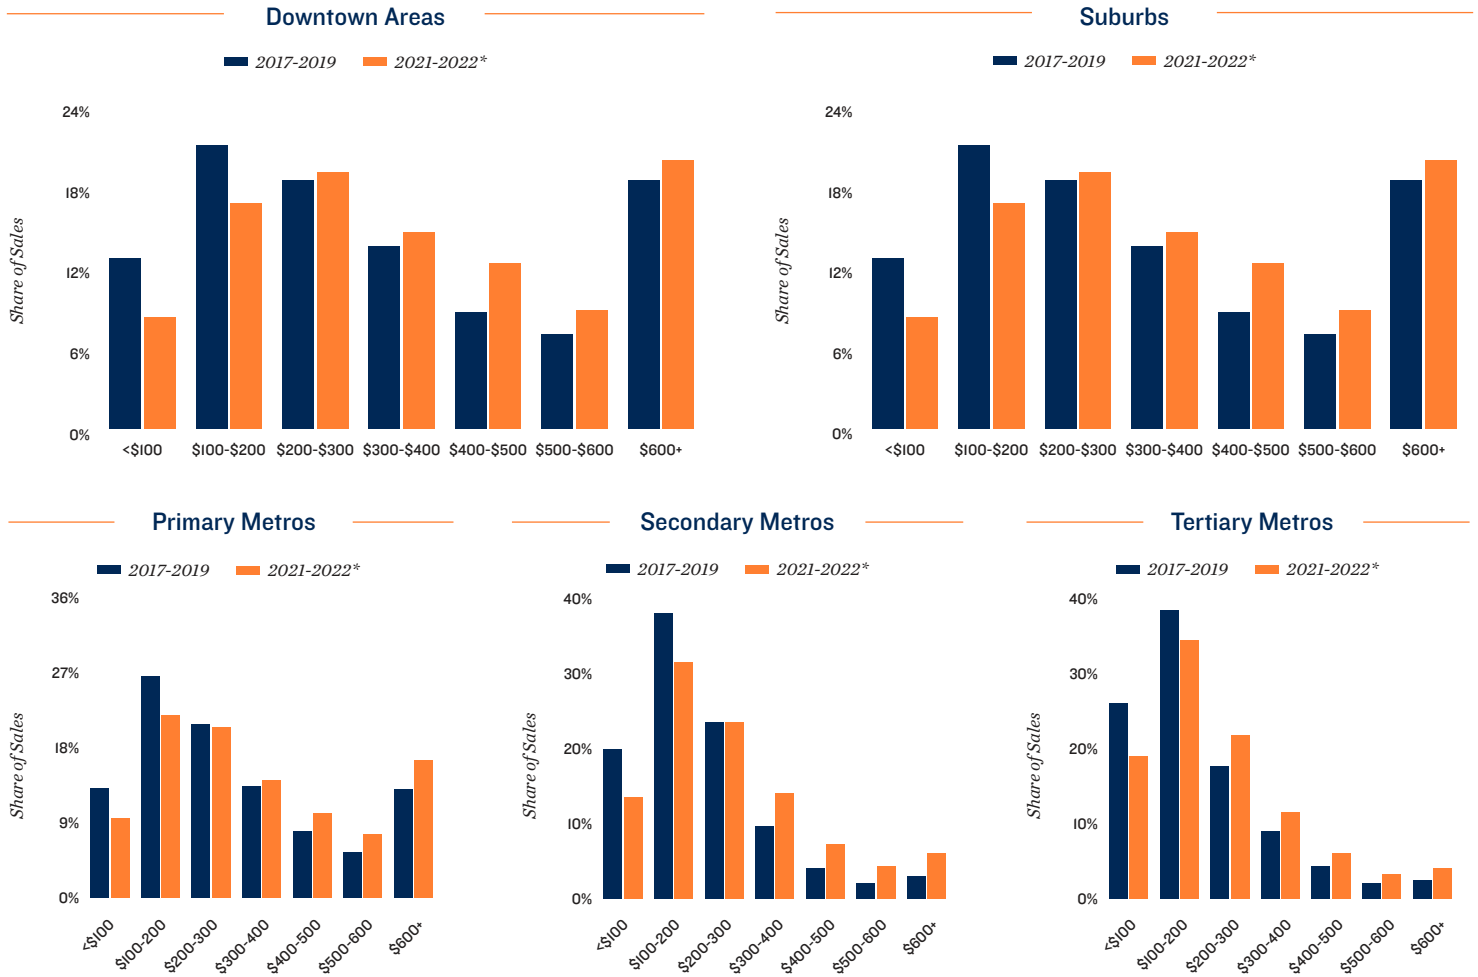 Downtown Areas
2017-2019 2021-2022*
Share of Sales
24%
18%
12%
6%
0%
<$100 $100-$200 $200-$300 $300-$400 $400-$500 $500-$600 $600+
Suburbs
2017-2019 2021-2022*
Share of Sales
24%
18%
12%
6%
0%
<$100 $100-$200 $200-$300 $300-$400 $400-$500 $500-$600 $600+
Primary Metros
2017-2019 2021-2022*
Share of Sales
36%
27%
18%
9%
0%
<$100 $100-200 $200-300 $300-400 $400-500 $500-600 $600+
Secondary Metros
2017-2019 2021-2022*
Share of Sales
40%
30%
20%
10%
0%
<$100 $100-200 $200-300 $300-400 $400-500 $500-600 $600+
Tertiary Metros
2017-2019 2021-2022*
Share of Sales
40%
30%
20%
10%
0%
<$100 $100-200 $200-300 $300-400 $400-500 $500-600 $600+